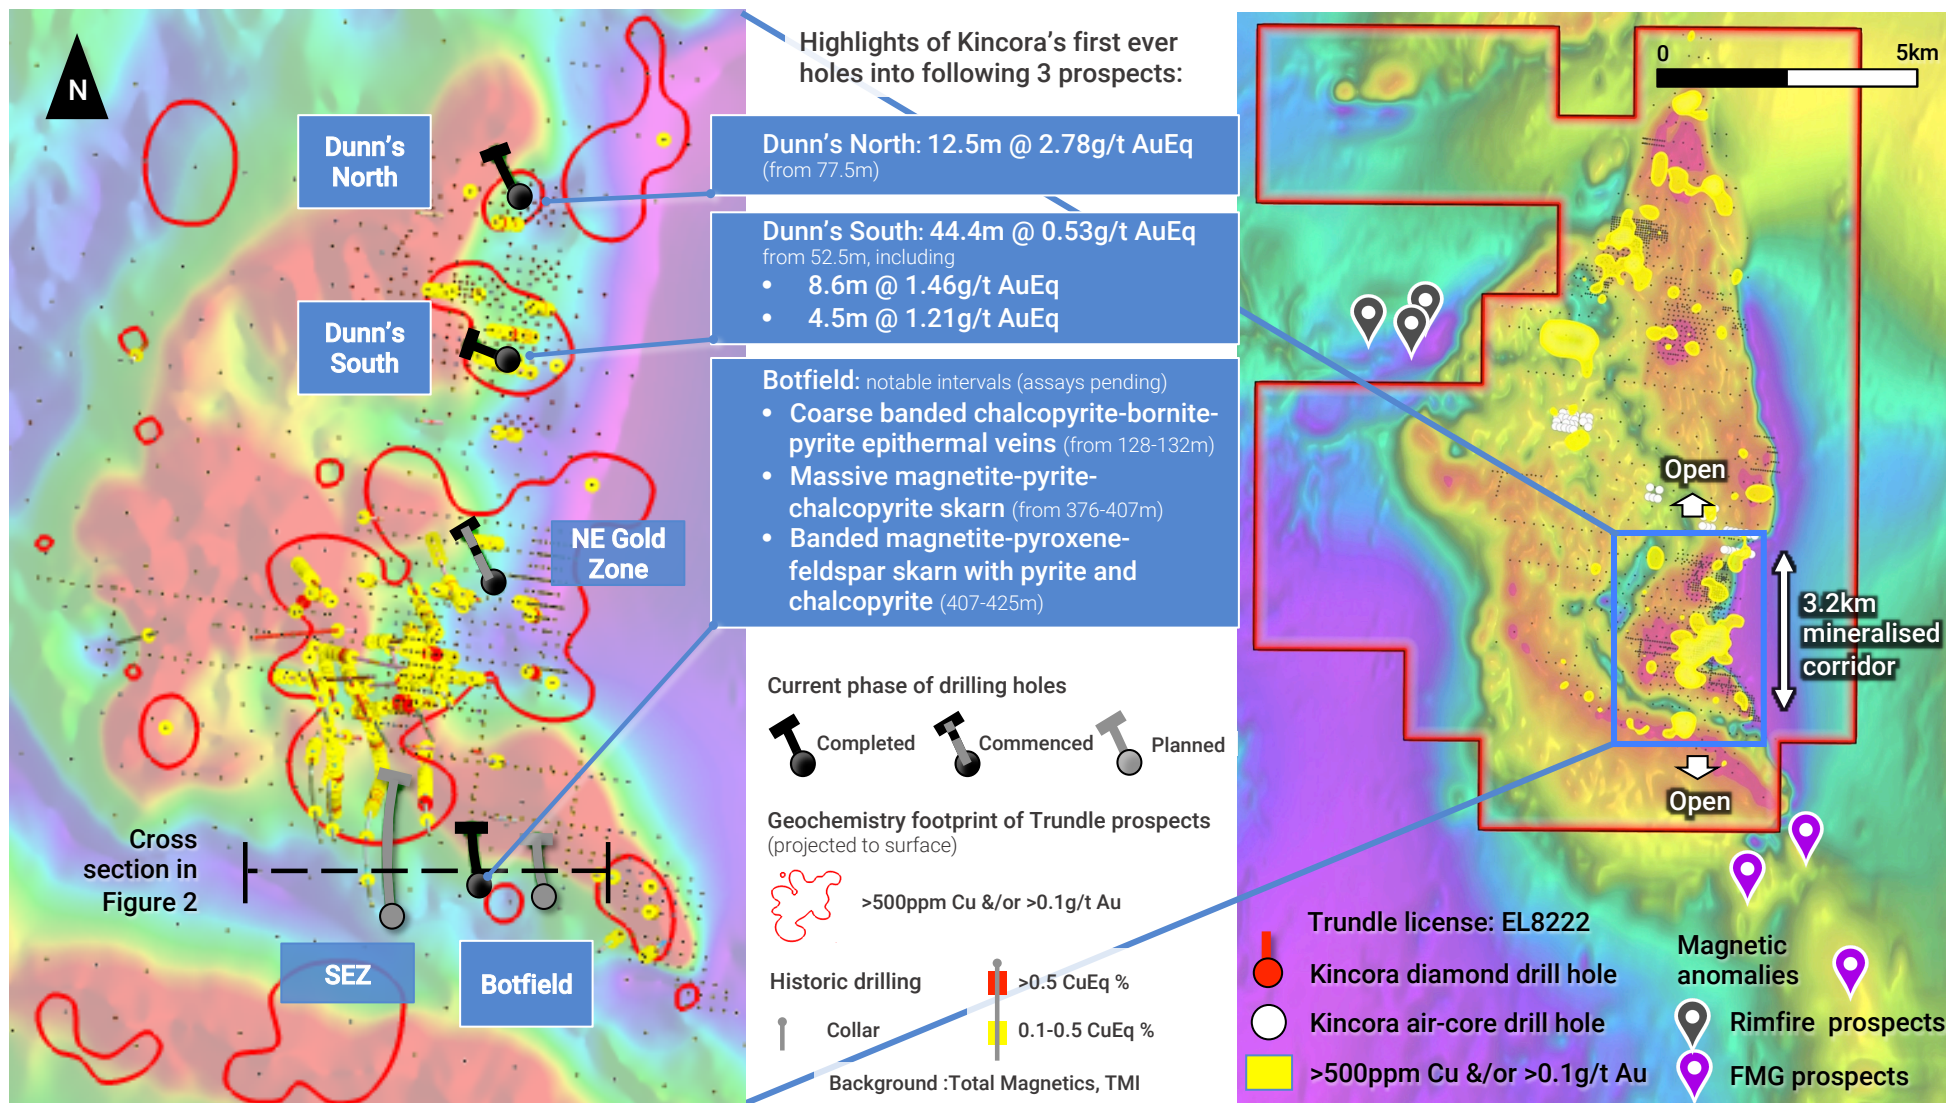 N
Dunn's
North
Dunn's
South
NE Gold
Zone
Cross
section in
Figure 2
SEZ
Botfield
Highlights of Kincora's first ever
holes into following 3 prospects:
Dunn's North: 12.5m @ 2.78g/t AuEq
(from 77.5m)
Dunn's South: 44.4m @ 0.53g/t AuEq
from 52.5m, including
• 8.6m @ 1.46g/t AuEq
• 4.5m @ 1.21g/t AuEq
Botfield: notable intervals (assays pending)
• Coarse banded chalcopyrite-bornite-
pyrite epithermal veins (from 128-132m)
• Massive magnetite-pyrite-
chalcopyrite skarn (from 376-407m)
• Banded magnetite-pyroxene-
feldspar skarn with pyrite and
chalcopyrite (407-425m)
Current phase of drilling holes
Completed
Commenced
Planned
Geochemistry footprint of Trundle prospects
(projected to surface)
>500ppm Cu &/or >0.1g/t Au
Historic drilling
>0.5 CuEq %
Collar
0.1-0.5 CuEq %
Background :Total Magnetics, TMI
0 5km
Open
3.2km
mineralised
corridor
Open
Trundle license: EL8222
Kincora diamond drill hole
Kincora air-core drill hole
>500ppm Cu &/or >0.1g/t Au
Magnetic
anomalies
Rimfire prospects
FMG prospects